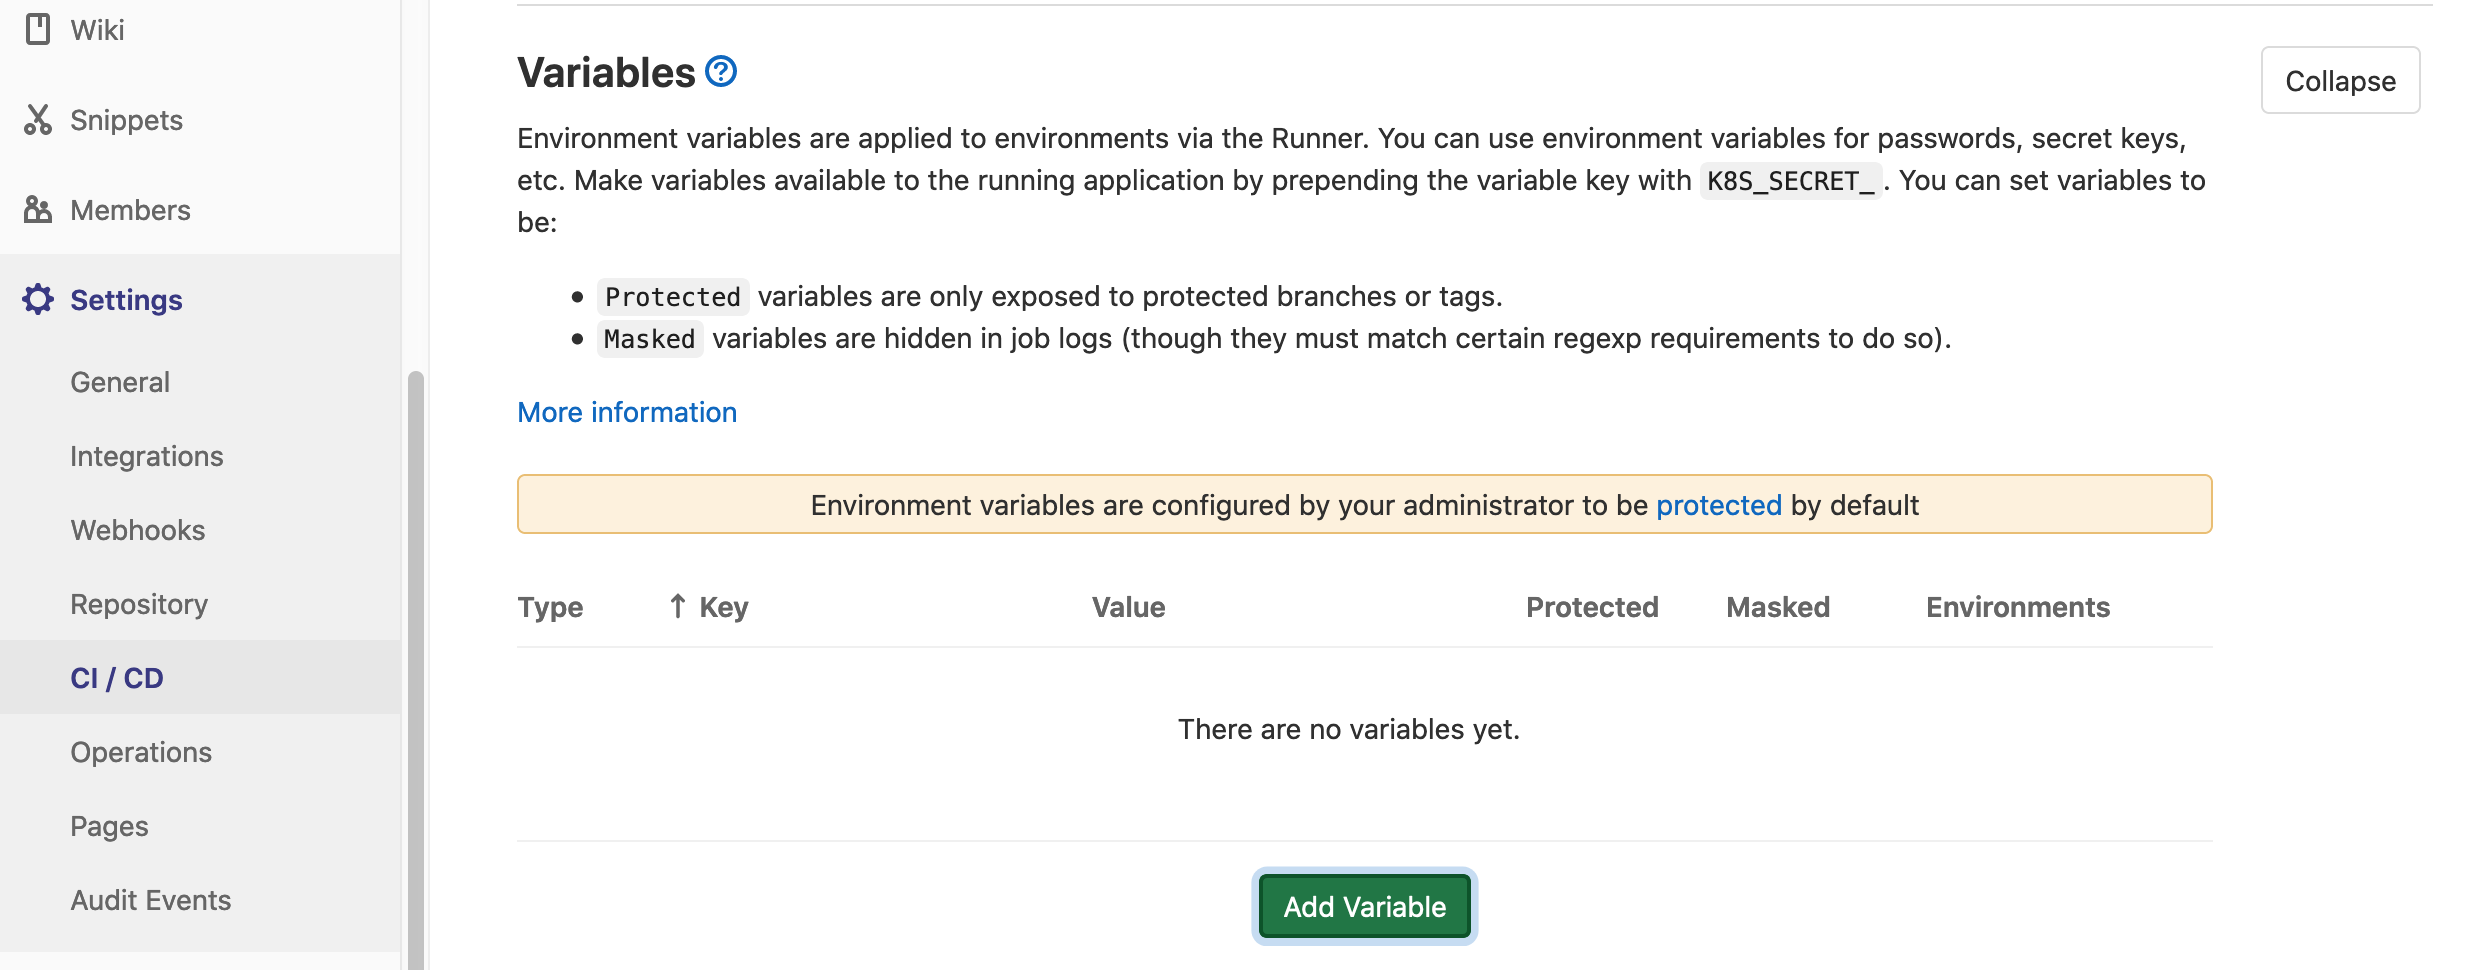 Wiki
Snippets
Members
Settings
General
Integrations
Webhooks
Repository
CI / CD
Operations
Pages
Audit Events
Variables
Collapse
Environment variables are applied to environments via the Runner. You can use environment variables for passwords, secret keys,
etc. Make variables available to the running application by prepending the variable key with K8S_SECRET_. You can set variables to
be:
• Protected variables are only exposed to protected branches or tags.
• Masked variables are hidden in job logs (though they must match certain regexp requirements to do so).
More information
Environment variables are configured by your administrator to be protected by default
Type ↑ Key Value Protected Masked Environments
There are no variables yet.
Add Variable